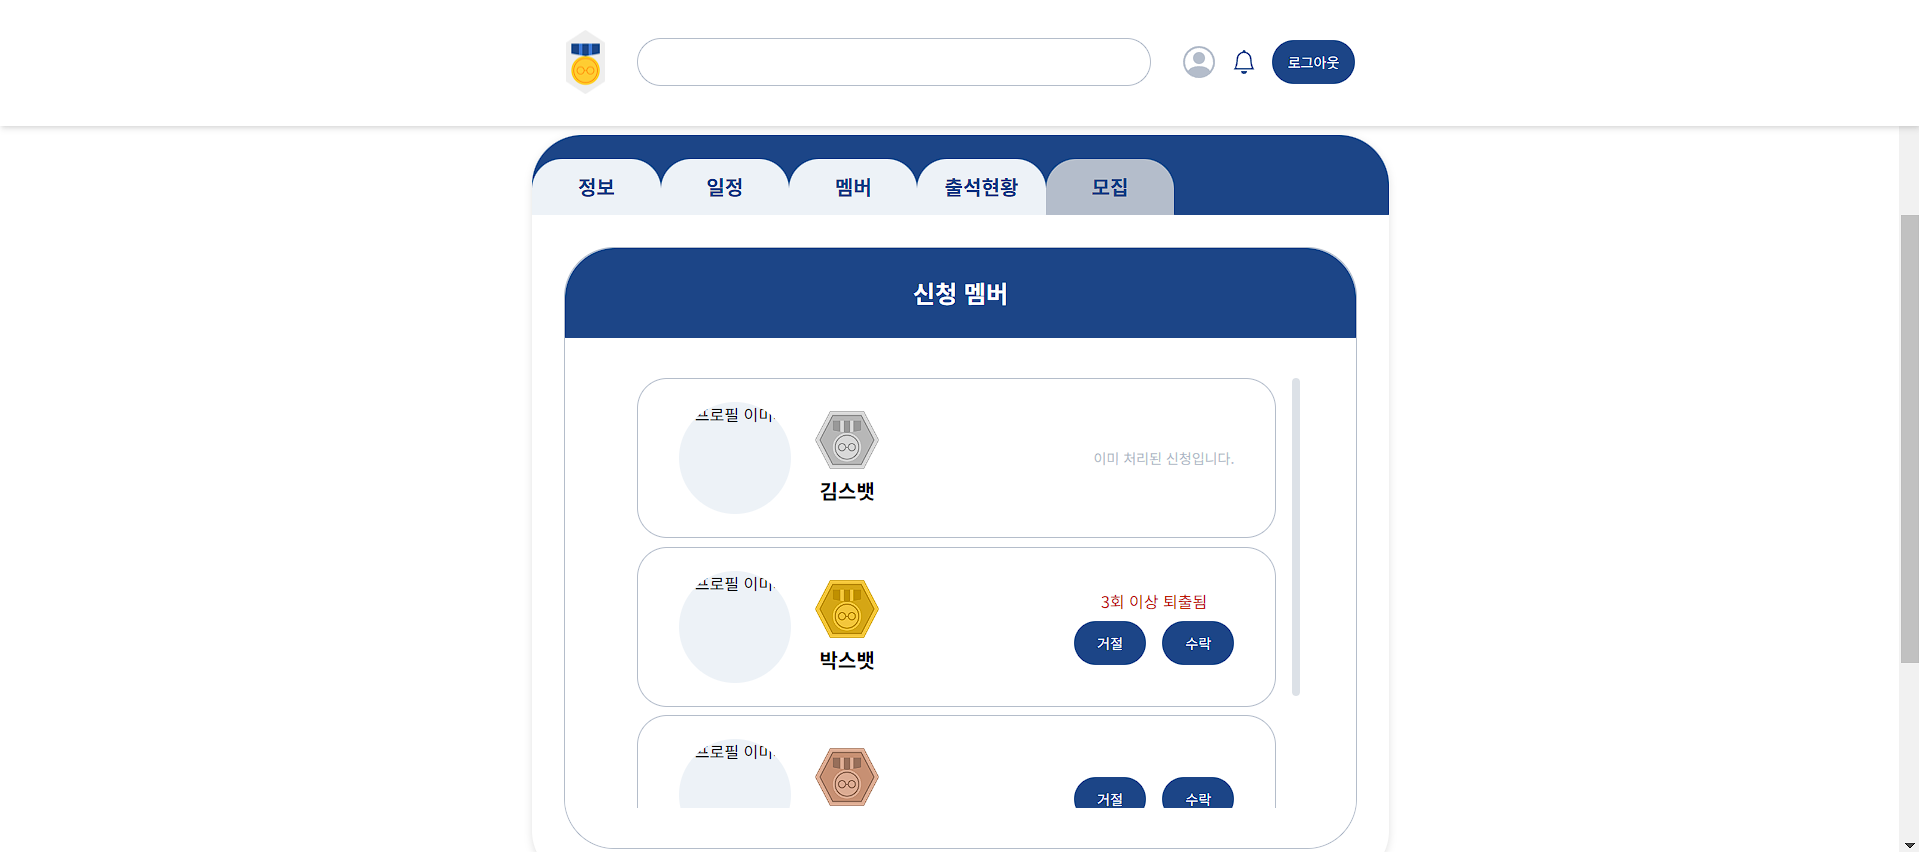 로그아웃
정보 일정 멤버 출석현황 모집
신청 멤버
프로필 이미
김스뱃
이미 처리된 신청입니다.
프로필 이미
박스뱃
3회 이상 퇴출됨
거절 수락
프로필 이미
거절 수락